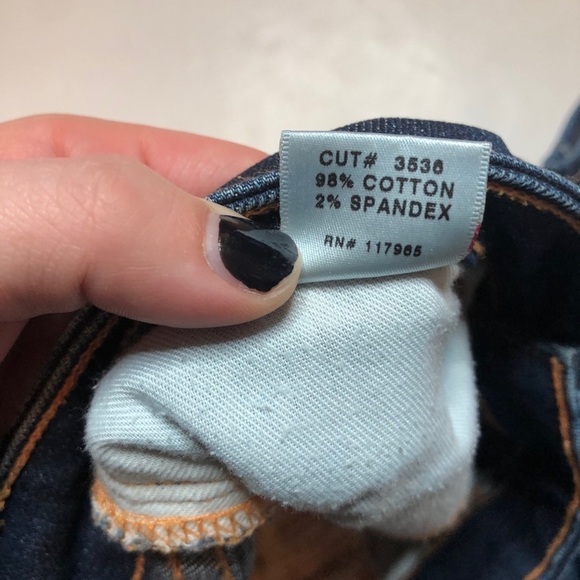 CUT# 3536
98% COTTON
2% SPANDEX
RN# 117965